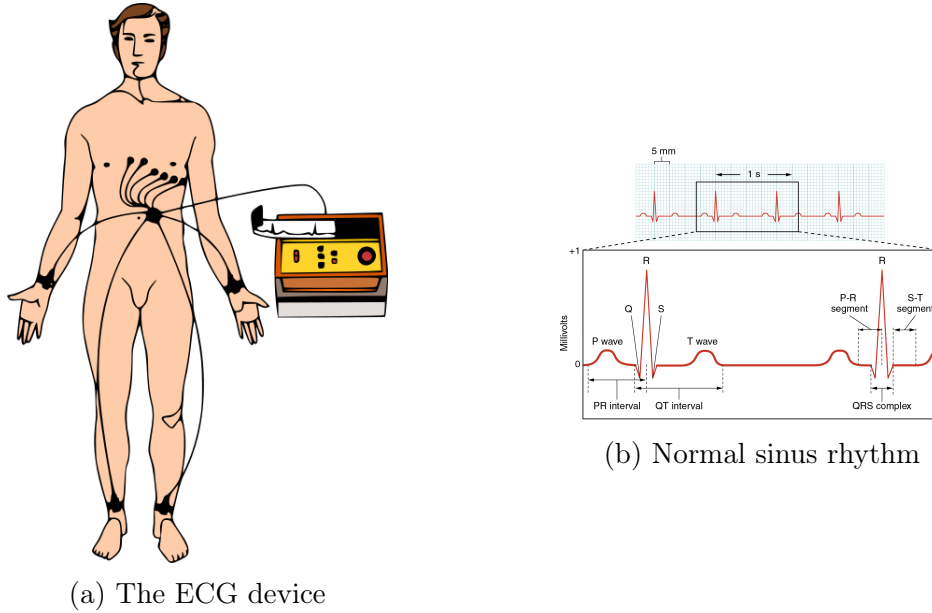 5 mm
1 s
+1
Millivolts
0
R
Q
S
P wave
T wave
PR interval
QT interval
R
P-R
segment
S-T
segment
QRS complex
(a) The ECG device
(b) Normal sinus rhythm